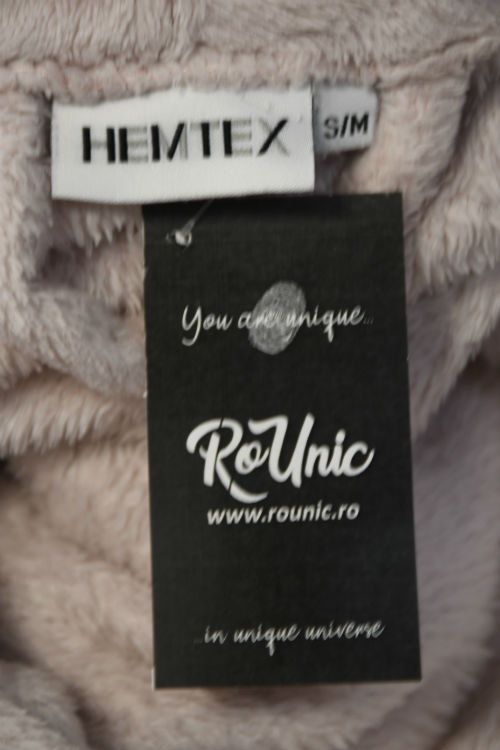 HEMTEX
S/M
You are unique...
RoUnic
www.rounic.ro
...in unique universe